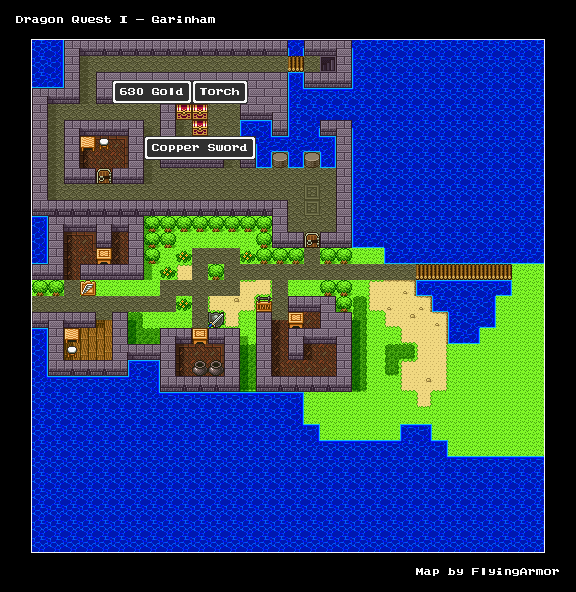 Dragon Quest I — Garinham
630 Gold
Torch
Copper Sword
Map by FlyingArmor